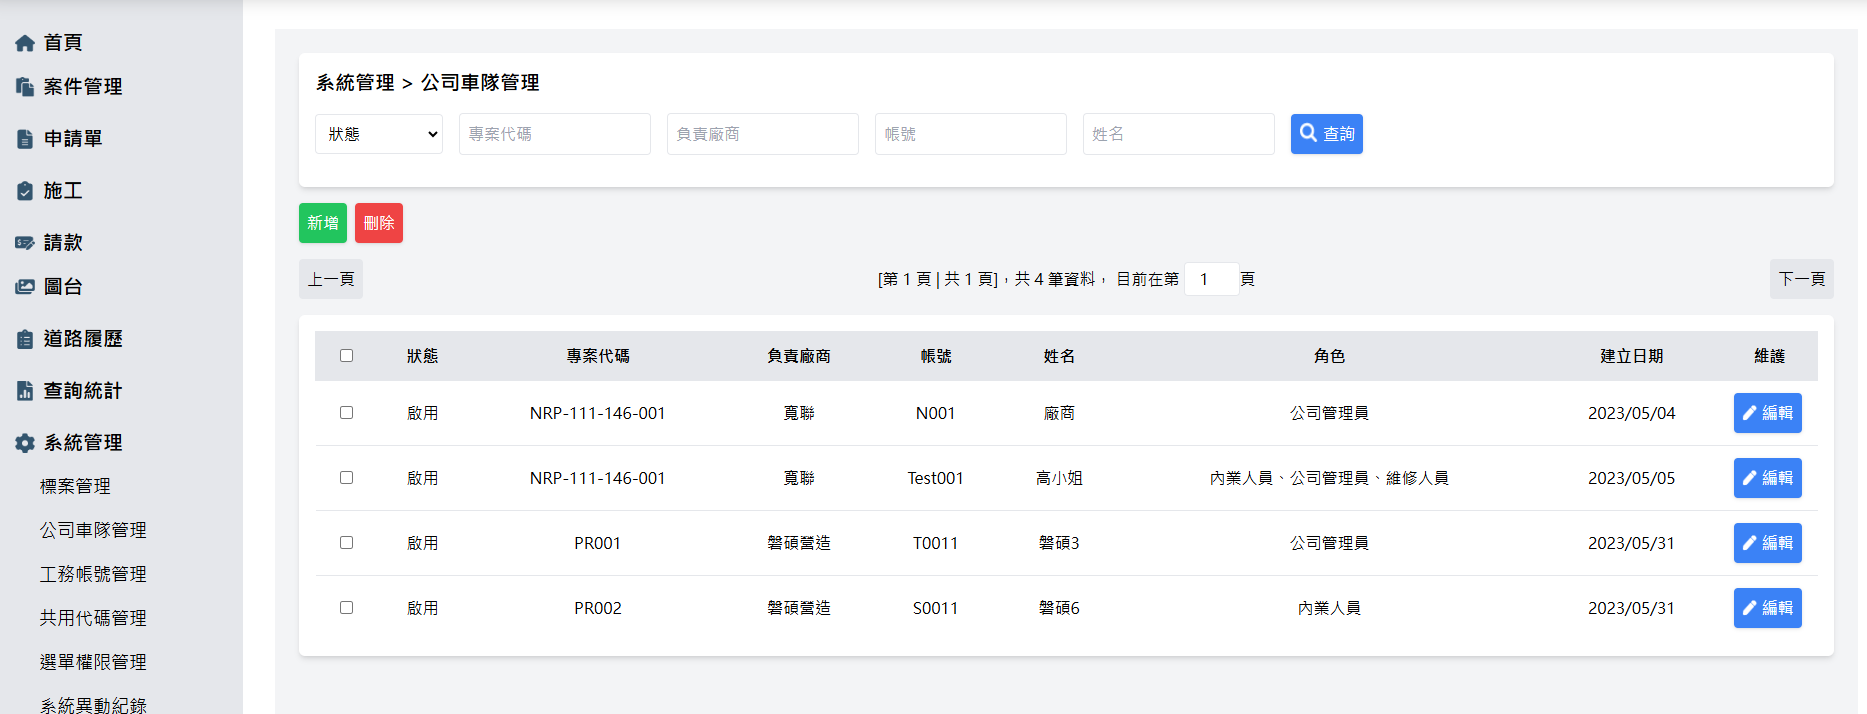 首頁
案件管理
申請單
施工
請款
圖台
道路履歷
查詢統計
系統管理
標案管理
公司車隊管理
工務帳號管理
共用代碼管理
選單權限管理
系統異動紀錄
系統管理 > 公司車隊管理
狀態 專案代碼 負責廠商 帳號 姓名 查詢
新增 刪除
上一頁 [第 1 頁 | 共 1 頁]，共 4 筆資料， 目前在第 1 頁 下一頁
狀態 專案代碼 負責廠商 帳號 姓名 角色 建立日期 維護
啟用 NRP-111-146-001 寬聯 N001 廠商 公司管理員 2023/05/04 編輯
啟用 NRP-111-146-001 寬聯 Test001 高小姐 內業人員、公司管理員、維修人員 2023/05/05 編輯
啟用 PR001 磐碩營造 T0011 磐碩3 公司管理員 2023/05/31 編輯
啟用 PR002 磐碩營造 S0011 磐碩6 內業人員 2023/05/31 編輯